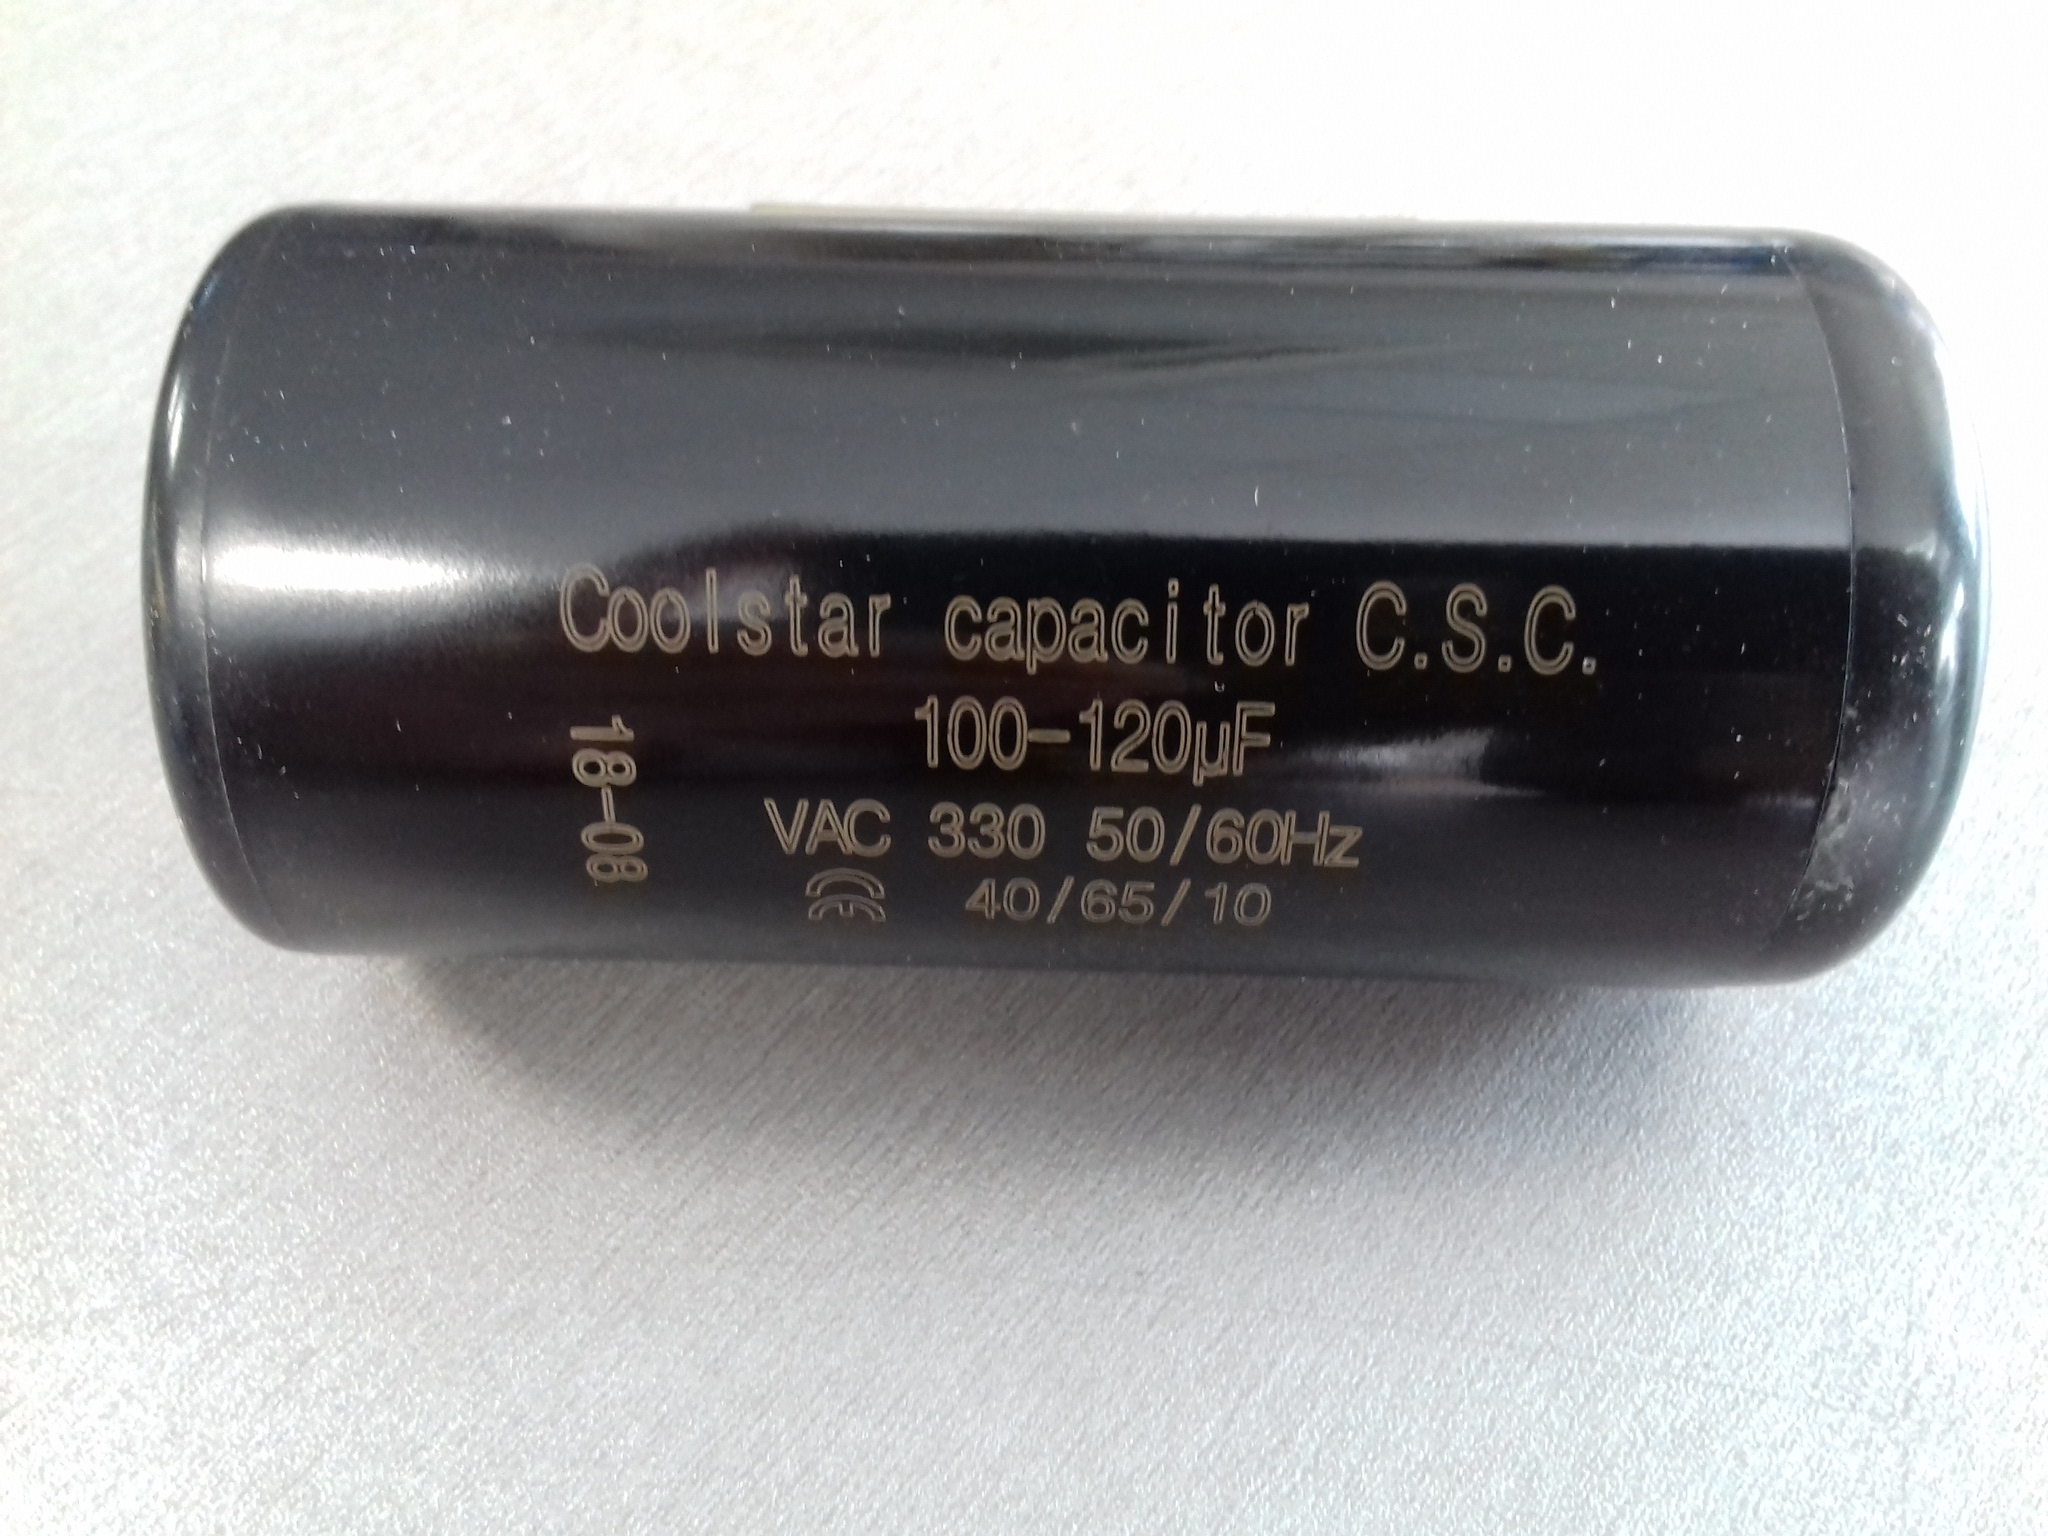 Coolstar capacitor C.S.C.
100-120µF
VAC 330 50/60Hz
CE 40/65/10
18-08